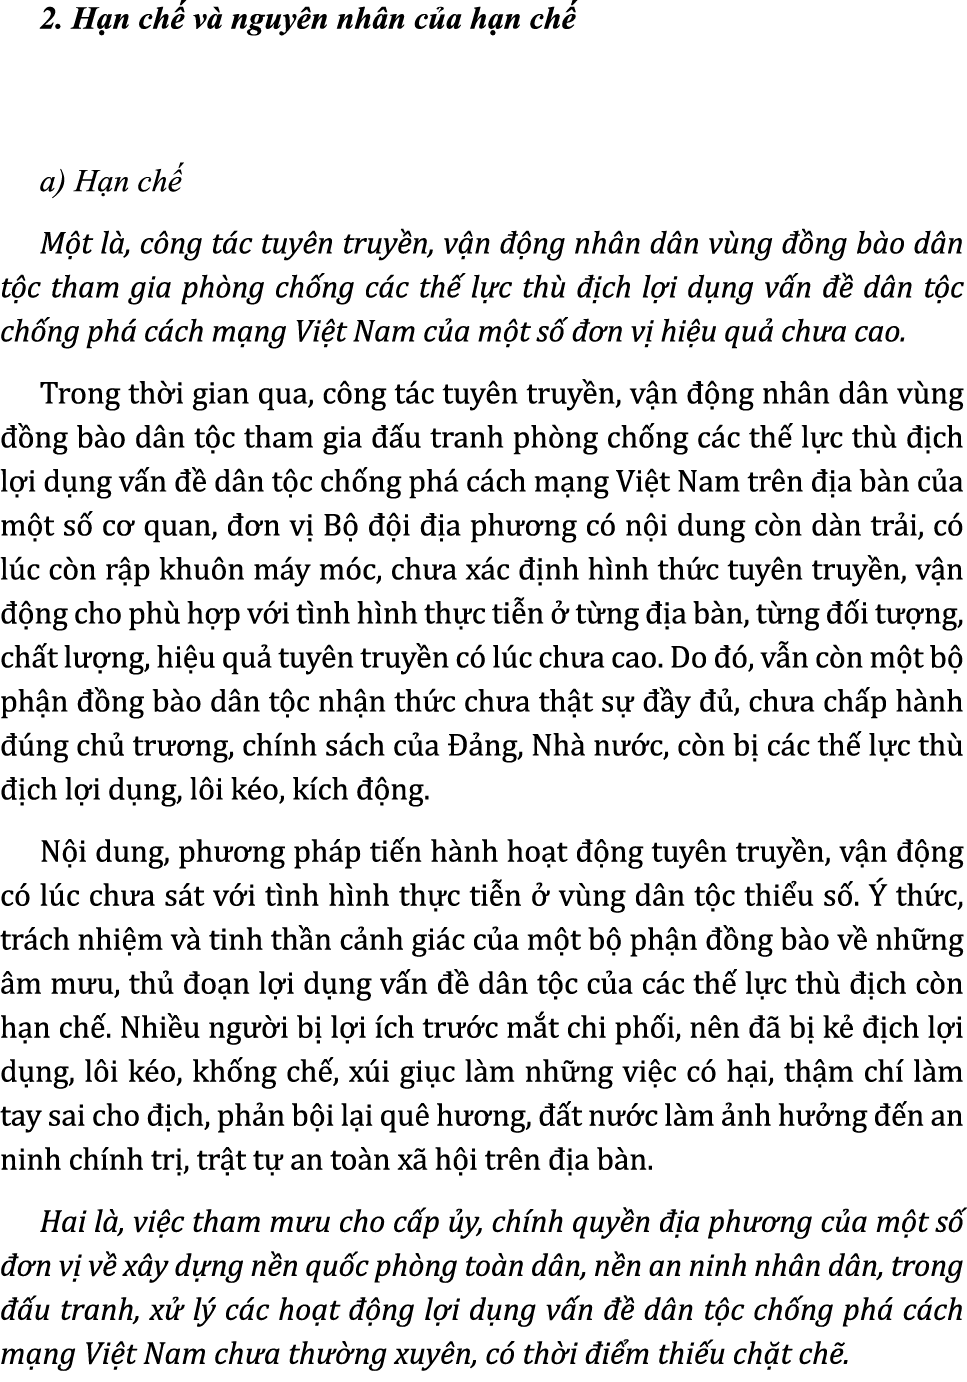 2. Hạn chế và nguyên nhân của hạn chế
a) Hạn chế
Một là, công tác tuyên truyền, vận động nhân dân vùng đồng bào dân
tộc tham gia phòng chống các thế lực thù địch lợi dụng vấn đề dân tộc
chống phá cách mạng Việt Nam của một số đơn vị hiệu quả chưa cao.
Trong thời gian qua, công tác tuyên truyền, vận động nhân dân vùng
đồng bào dân tộc tham gia đấu tranh phòng chống các thế lực thù địch
lợi dụng vấn đề dân tộc chống phá cách mạng Việt Nam trên địa bàn của
một số cơ quan, đơn vị Bộ đội địa phương có nội dung còn dàn trải, có
lúc còn rập khuôn máy móc, chưa xác định hình thức tuyên truyền, vận
động cho phù hợp với tình hình thực tiễn ở từng địa bàn, từng đối tượng,
chất lượng, hiệu quả tuyên truyền có lúc chưa cao. Do đó, vẫn còn một bộ
phận đồng bào dân tộc nhận thức chưa thật sự đầy đủ, chưa chấp hành
đúng chủ trương, chính sách của Đảng, Nhà nước, còn bị các thế lực thù
địch lợi dụng, lôi kéo, kích động.
Nội dung, phương pháp tiến hành hoạt động tuyên truyền, vận động
có lúc chưa sát với tình hình thực tiễn ở vùng dân tộc thiểu số. Ý thức,
trách nhiệm và tinh thần cảnh giác của một bộ phận đồng bào về những
âm mưu, thủ đoạn lợi dụng vấn đề dân tộc của các thế lực thù địch còn
hạn chế. Nhiều người bị lợi ích trước mắt chi phối, nên đã bị kẻ địch lợi
dụng, lôi kéo, khống chế, xúi giục làm những việc có hại, thậm chí làm
tay sai cho địch, phản bội lại quê hương, đất nước làm ảnh hưởng đến an
ninh chính trị, trật tự an toàn xã hội trên địa bàn.
Hai là, việc tham mưu cho cấp ủy, chính quyền địa phương của một số
đơn vị về xây dựng nền quốc phòng toàn dân, nền an ninh nhân dân, trong
đấu tranh, xử lý các hoạt động lợi dụng vấn đề dân tộc chống phá cách
mạng Việt Nam chưa thường xuyên, có thời điểm thiếu chặt chẽ.